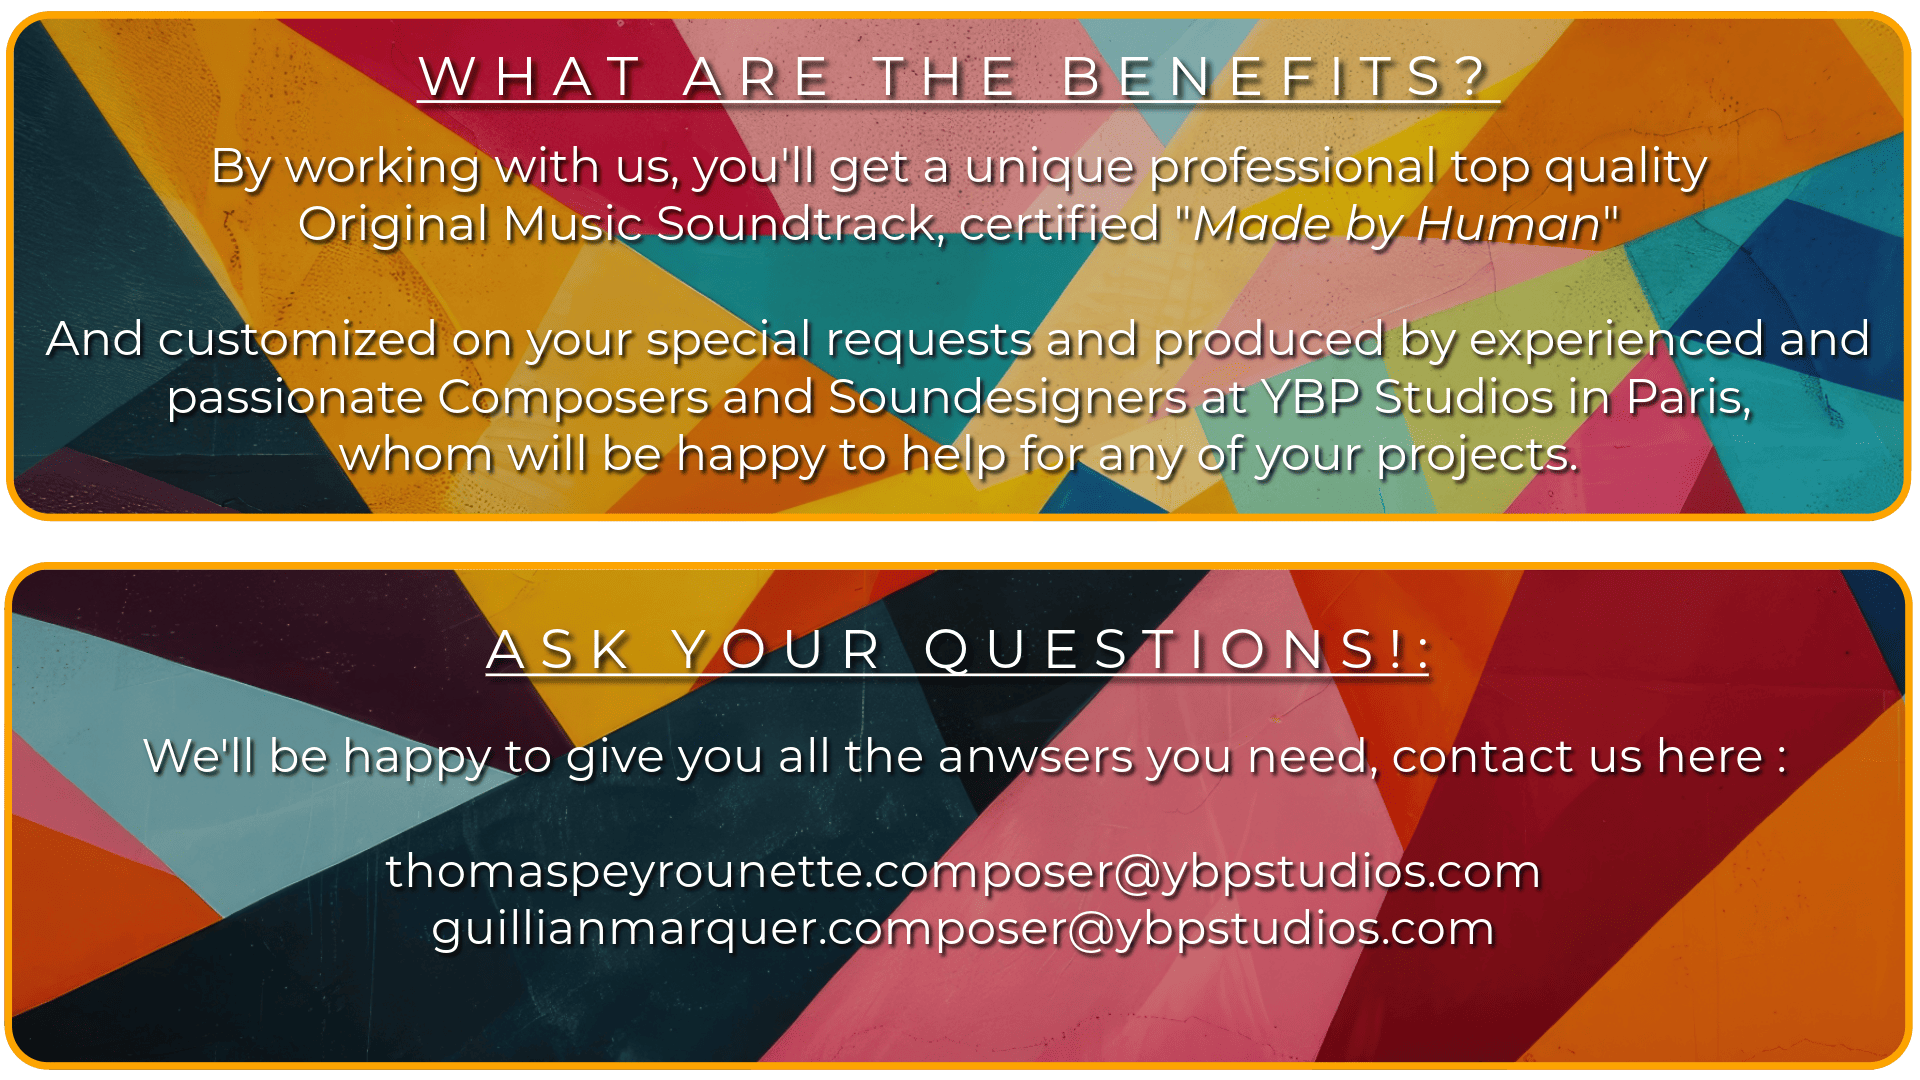 WHAT ARE THE BENEFITS?
By working with us, you'll get a unique professional top quality
Original Music Soundtrack, certified "Made by Human"
And customized on your special requests and produced by experienced and
passionate Composers and Soundesigners at YBP Studios in Paris,
whom will be happy to help for any of your projects.
ASK YOUR QUESTIONS!:
We'll be happy to give you all the anwsers you need, contact us here :
thomaspeyrounette.composer@ybpstudios.com
guillianmarquer.composer@ybpstudios.com